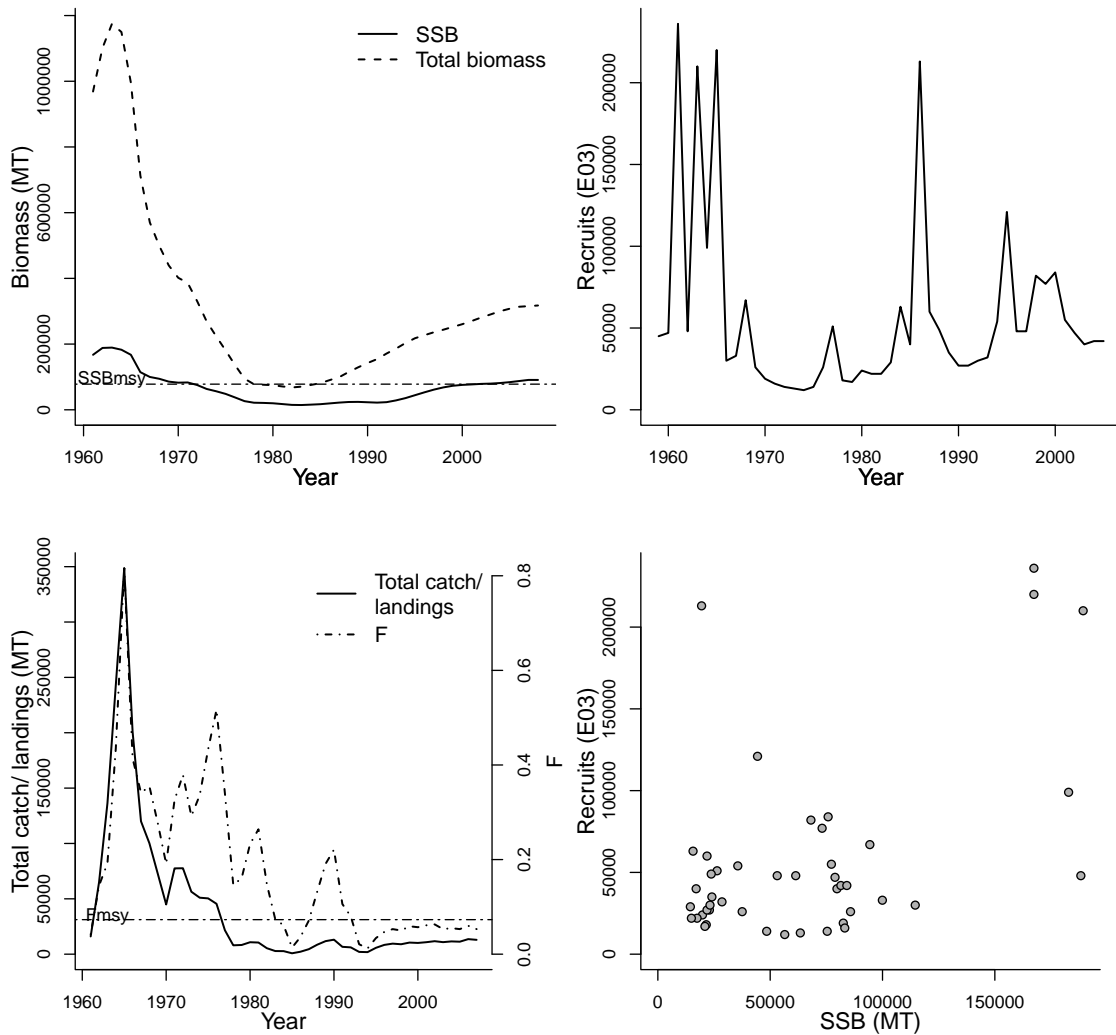 SSB
Total biomass
Biomass (MT)
0
200000
600000
1000000
SSBmsy
1960
1970
1980
1990
2000
Year
Recruits (E03)
0
50000
100000
150000
200000
1960
1970
1980
1990
2000
Year
Total catch/
landings
F
Total catch/ landings (MT)
0
50000
150000
250000
350000
Fmsy
F
0.0
0.2
0.4
0.6
0.8
1960
1970
1980
1990
2000
Year
Recruits (E03)
0
50000
100000
150000
200000
0
50000
100000
150000
SSB (MT)